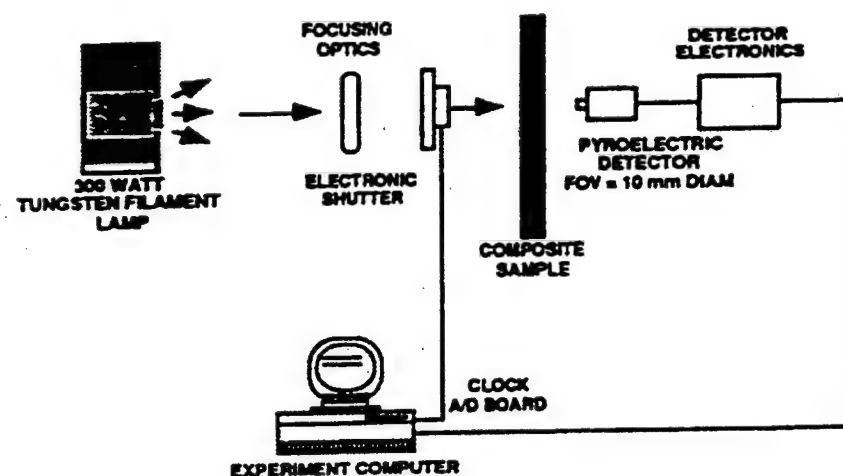 FOCUSING
OPTICS
DETECTOR
ELECTRONICS
300 WATT
TUNGSTEN FILAMENT
LAMP
ELECTRONIC
SHUTTER
PYROELECTRIC
DETECTOR
FOV = 10 mm DIAM
COMPOSITE
SAMPLE
CLOCK
A/D BOARD
EXPERIMENT COMPUTER